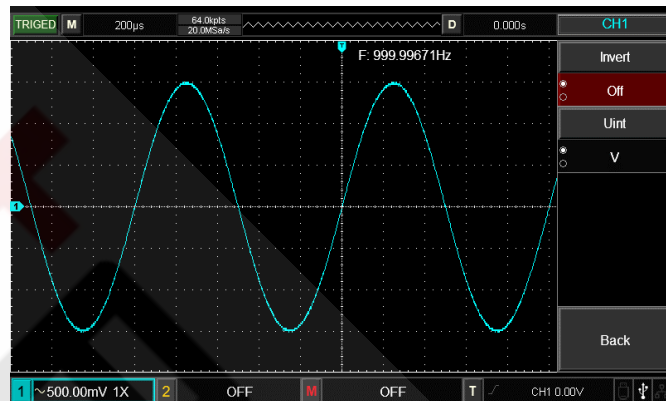 TRIGED M 200µs 64.0kpts D 0.000s CH1
20.0MSa/s
T
F: 999.99671Hz
Invert
Off
Uint
V
1
Back
1 ~500.00mV 1X 2 OFF M OFF T CH1 0.00V